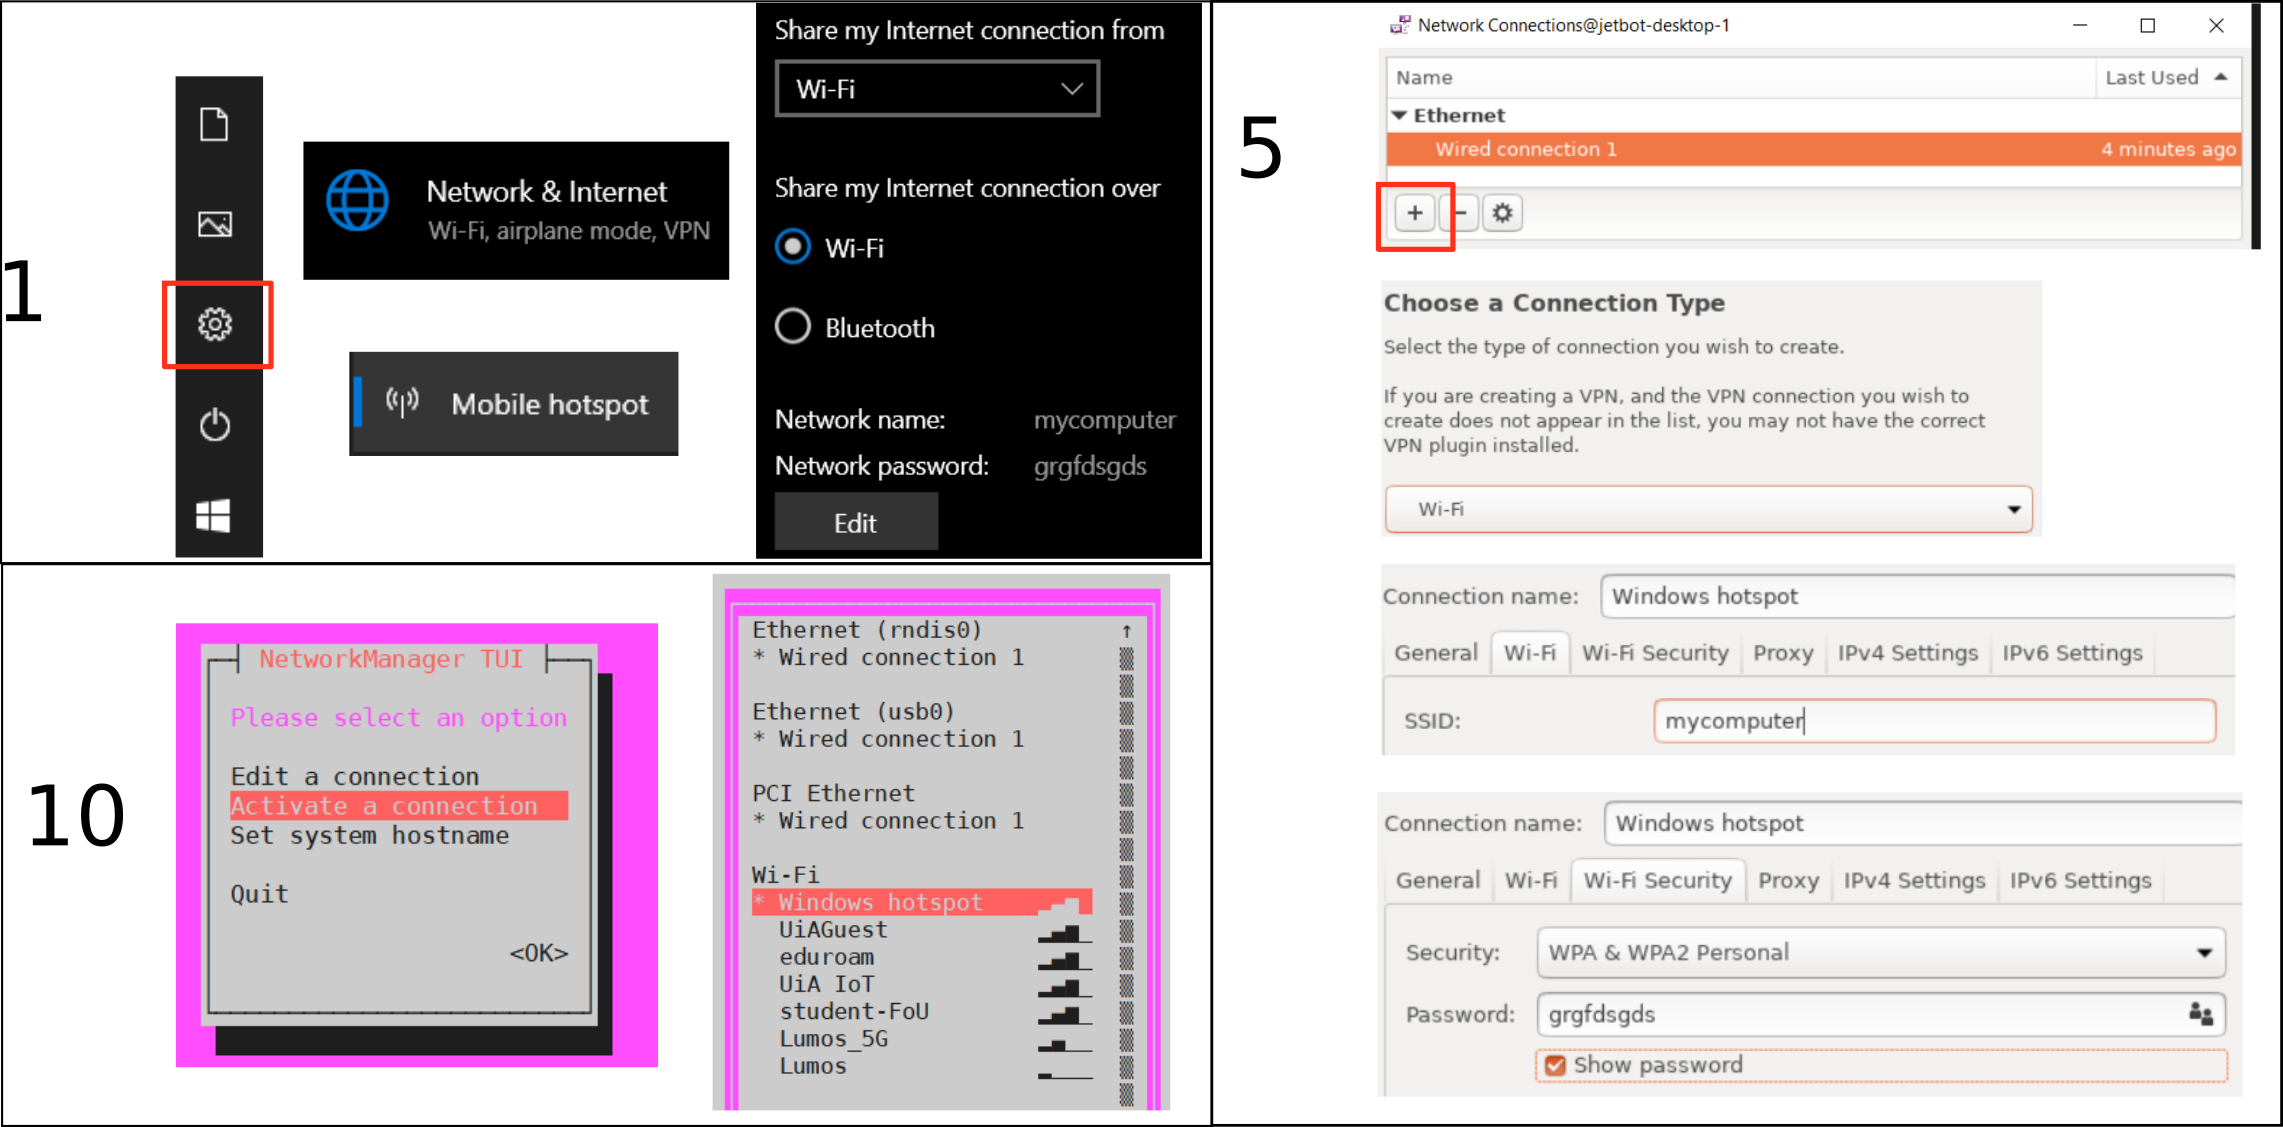 1
Network & Internet
Wi-Fi, airplane mode, VPN
Mobile hotspot
Share my Internet connection from
Wi-Fi
Share my Internet connection over
Wi-Fi
Bluetooth
Network name: mycomputer
Network password: grgfdsgds
Edit
5
Network Connections@jetbot-desktop-1
Name Last Used
Ethernet
Wired connection 1 4 minutes ago
Choose a Connection Type
Select the type of connection you wish to create.
If you are creating a VPN, and the VPN connection you wish to
create does not appear in the list, you may not have the correct
VPN plugin installed.
Wi-Fi
Connection name: Windows hotspot
General Wi-Fi Wi-Fi Security Proxy IPv4 Settings IPv6 Settings
SSID: mycomputer
Connection name: Windows hotspot
General Wi-Fi Wi-Fi Security Proxy IPv4 Settings IPv6 Settings
Security: WPA & WPA2 Personal
Password: grgfdsgds
Show password
10
NetworkManager TUI
Please select an option
Edit a connection
Activate a connection
Set system hostname
Quit
<OK>
Ethernet (rndis0)
* Wired connection 1
Ethernet (usb0)
* Wired connection 1
PCI Ethernet
* Wired connection 1
Wi-Fi
* Windows hotspot
UiAGuest
eduroam
UiA IoT
student-FoU
Lumos_5G
Lumos